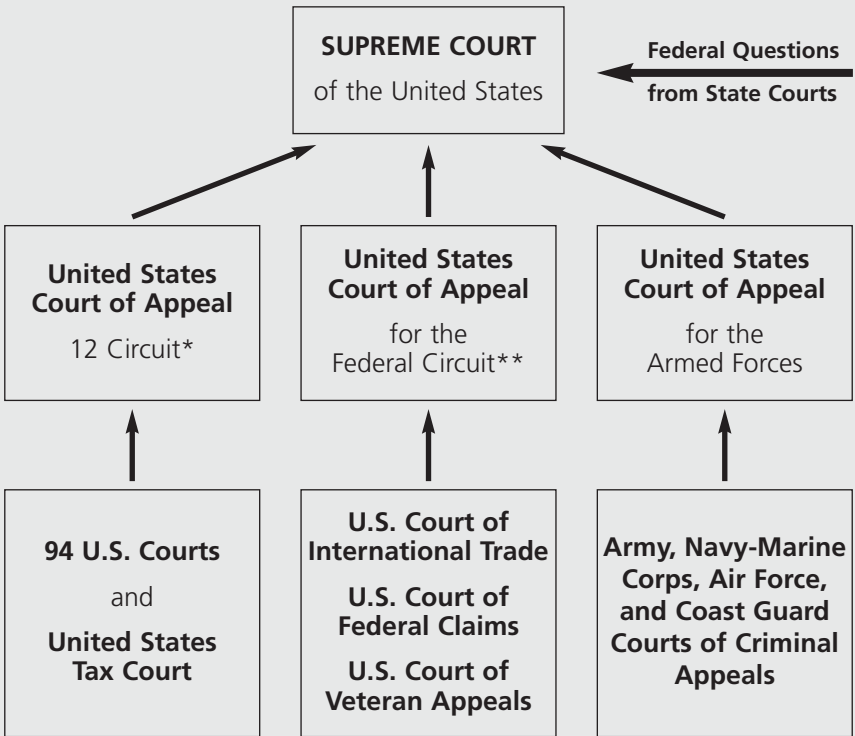 SUPREME COURT
of the United States
Federal Questions
from State Courts
United States
Court of Appeal
12 Circuit*
United States
Court of Appeal
for the
Federal Circuit**
United States
Court of Appeal
for the
Armed Forces
94 U.S. Courts
and
United States
Tax Court
U.S. Court of
International Trade
U.S. Court of
Federal Claims
U.S. Court of
Veteran Appeals
Army, Navy-Marine
Corps, Air Force,
and Coast Guard
Courts of Criminal
Appeals